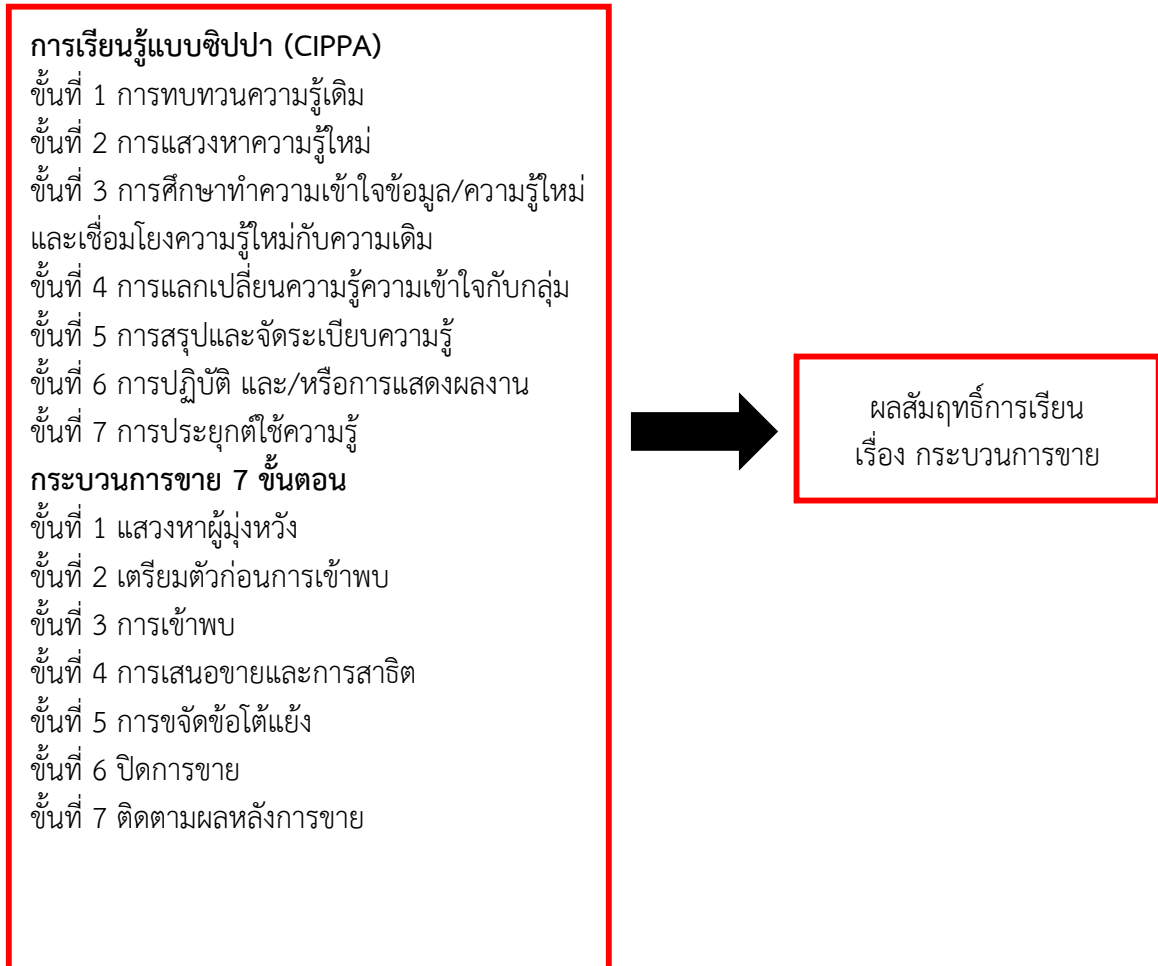 การเรียนรู้แบบซิปปา (CIPPA)
ขั้นที่ 1 การทบทวนความรู้เดิม
ขั้นที่ 2 การแสวงหาความรู้ใหม่
ขั้นที่ 3 การศึกษาทำความเข้าใจข้อมูล/ความรู้ใหม่
และเชื่อมโยงความรู้ใหม่กับความเดิม
ขั้นที่ 4 การแลกเปลี่ยนความรู้ความเข้าใจกับกลุ่ม
ขั้นที่ 5 การสรุปและจัดระเบียบความรู้
ขั้นที่ 6 การปฏิบัติ และ/หรือการแสดงผลงาน
ขั้นที่ 7 การประยุกต์ใช้ความรู้
กระบวนการขาย 7 ขั้นตอน
ขั้นที่ 1 แสวงหาผู้มุ่งหวัง
ขั้นที่ 2 เตรียมตัวก่อนการเข้าพบ
ขั้นที่ 3 การเข้าพบ
ขั้นที่ 4 การเสนอขายและการสาธิต
ขั้นที่ 5 การขจัดข้อโต้แย้ง
ขั้นที่ 6 ปิดการขาย
ขั้นที่ 7 ติดตามผลหลังการขาย
ผลสัมฤทธิ์การเรียน
เรื่อง กระบวนการขาย